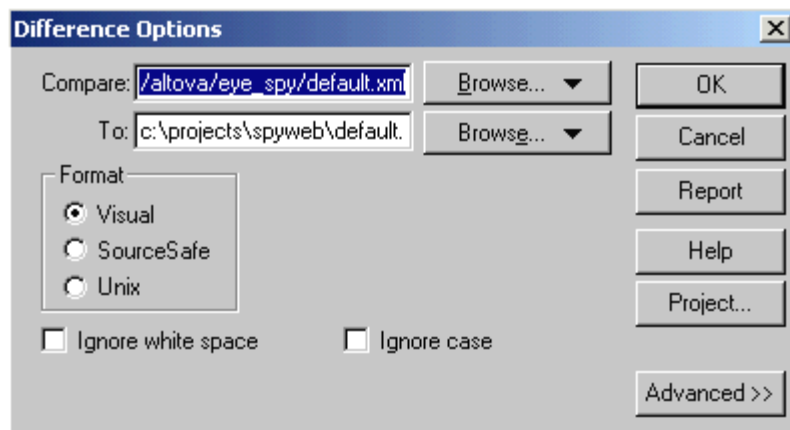 Difference Options
Compare: /altova/eye_spy/default.xml Browse... OK
To: c:\projects\spyweb\default. Browse... Cancel
Format
Visual
SourceSafe
Unix
Report
Help
Project...
Ignore white space Ignore case
Advanced >>